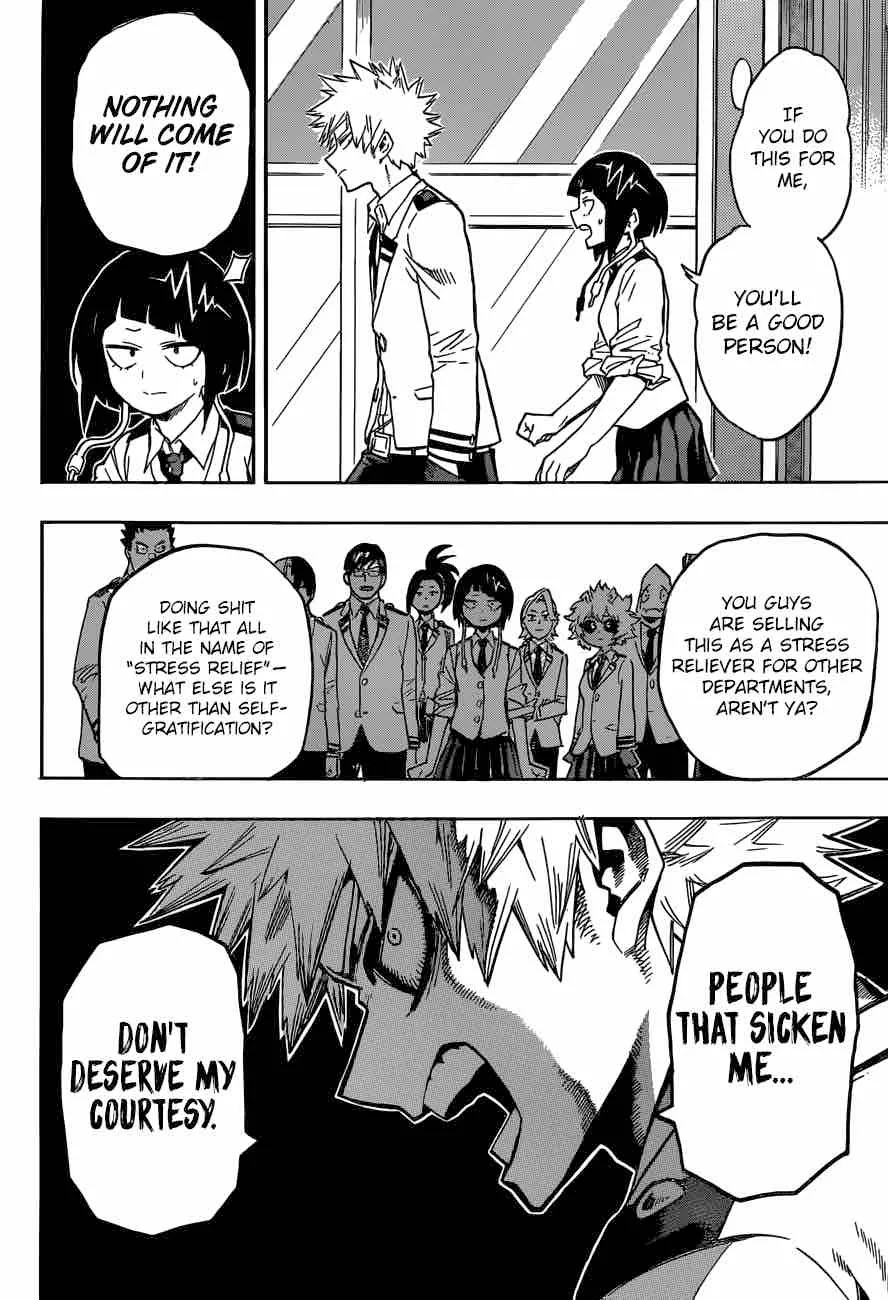 IF
YOU DO
THIS FOR
ME,
YOU'LL
BE A GOOD
PERSON!
NOTHING
WILL COME
OF IT!
YOU GUYS
ARE SELLING
THIS AS A STRESS
RELIEVER FOR OTHER
DEPARTMENTS,
AREN'T YA?
DOING SHIT
LIKE THAT ALL
IN THE NAME OF
"STRESS RELIEF"—
WHAT ELSE IS IT
OTHER THAN SELF-
GRATIFICATION?
PEOPLE
THAT SICKEN
ME...
DON'T
DESERVE MY
COURTESY.